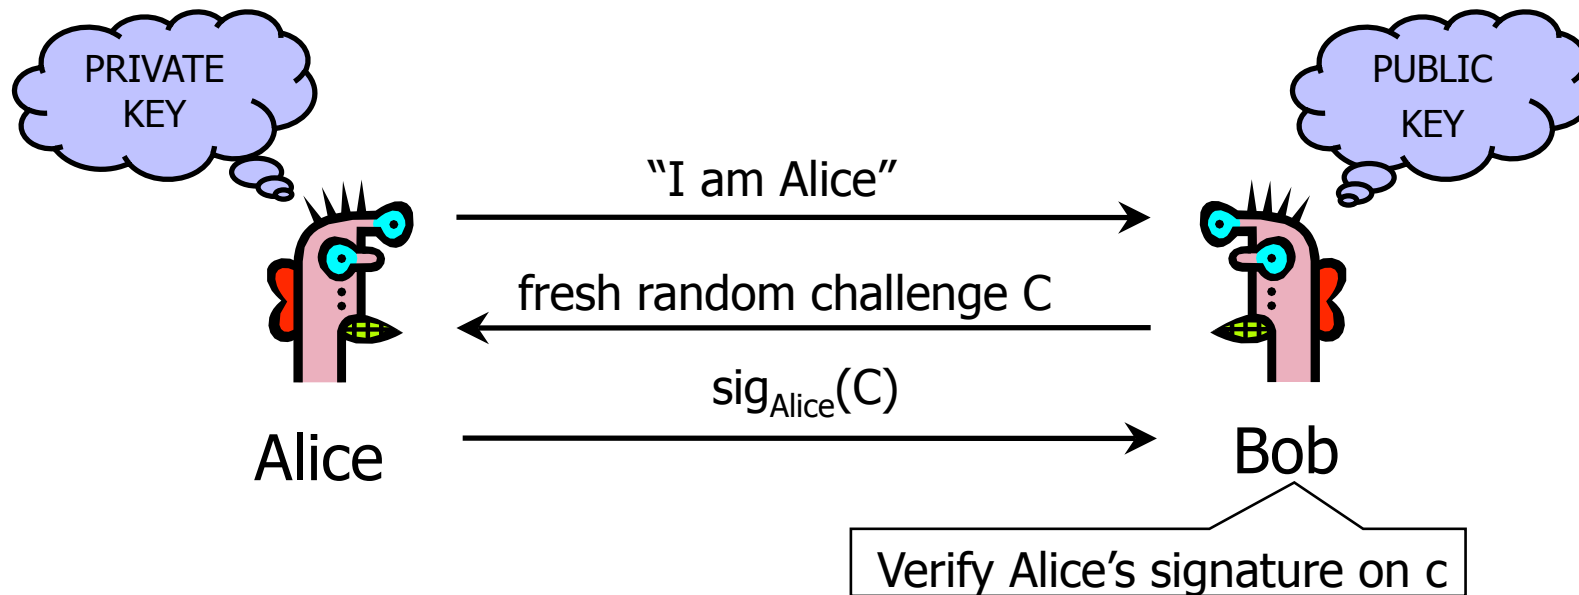 PRIVATE
KEY
PUBLIC
KEY
“I am Alice”
fresh random challenge C
sigAlice(C)
Alice
Bob
Verify Alice’s signature on c